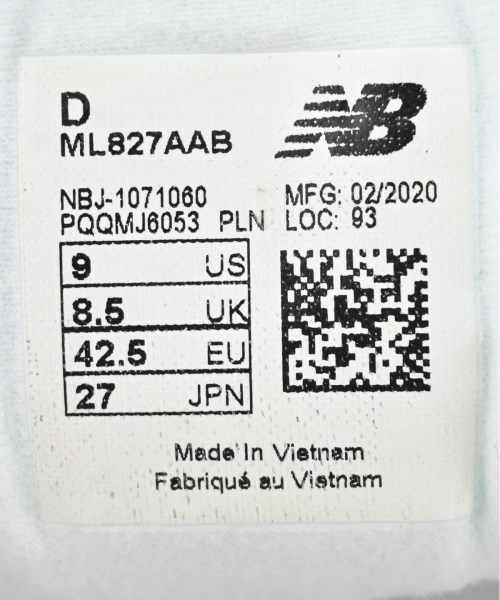 D
NB
ML827AAB
NBJ-1071060 MFG: 02/2020
PQQMJ6053 PLN LOC: 93
9 US
8.5 UK
42.5 EU
27 JPN
Made In Vietnam
Fabriqué au Vietnam